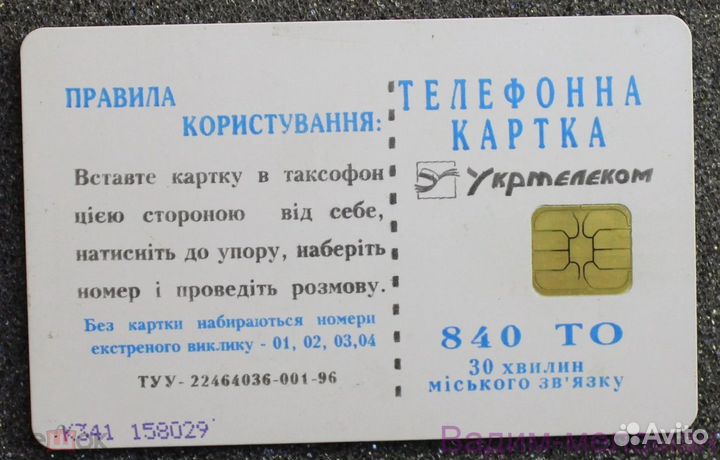 ПРАВИЛА
КОРИСТУВАННЯ:
Вставте картку в таксофон
цією стороною від себе,
натисніть до упору, наберіть
номер і проведіть розмову.
Без картки набираються номери
екстреного виклику - 01, 02, 03,04
ТУУ- 22464036-001-96
ТЕЛЕФОННА
КАРТКА
Укртелеком
840 ТО
30 ХВИЛИН
МІСЬКОГО ЗВ'ЯЗКУ
К341 158029
Avito